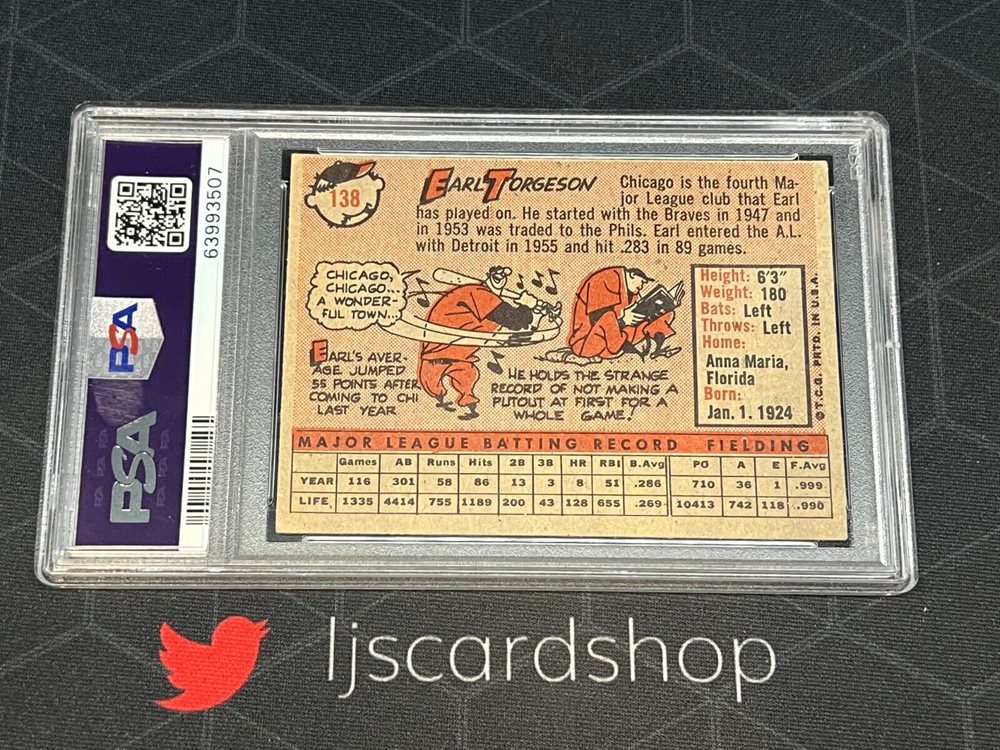 63993507
PSA
PSA
138
EARL TORGESON
Chicago is the fourth Ma-
jor League club that Earl
has played on. He started with the Braves in 1947 and
in 1953 was traded to the Phils. Earl entered the A.L.
with Detroit in 1955 and hit .283 in 89 games.
CHICAGO,
CHICAGO...
A WONDER-
FUL TOWN...
EARL'S AVER-
AGE JUMPED
55 POINTS AFTER
COMING TO CHI
LAST YEAR
HE HOLDS THE STRANGE
RECORD OF NOT MAKING A
PUTOUT AT FIRST FOR A
WHOLE GAME!
Height: 6'3"
Weight: 180
Bats: Left
Throws: Left
Home:
Anna Maria,
Florida
Born:
Jan. 1. 1924
© T.C.G. PRTD. IN U.S.A.
MAJOR LEAGUE BATTING RECORD FIELDING
Games AB Runs Hits 2B 3B HR RBI B.Avg PO A E F.Avg
YEAR 116 301 58 86 13 3 8 51 .286 710 36 1 .999
LIFE 1335 4414 755 1189 200 43 128 655 .269 10413 742 118 .990
ljscardshop